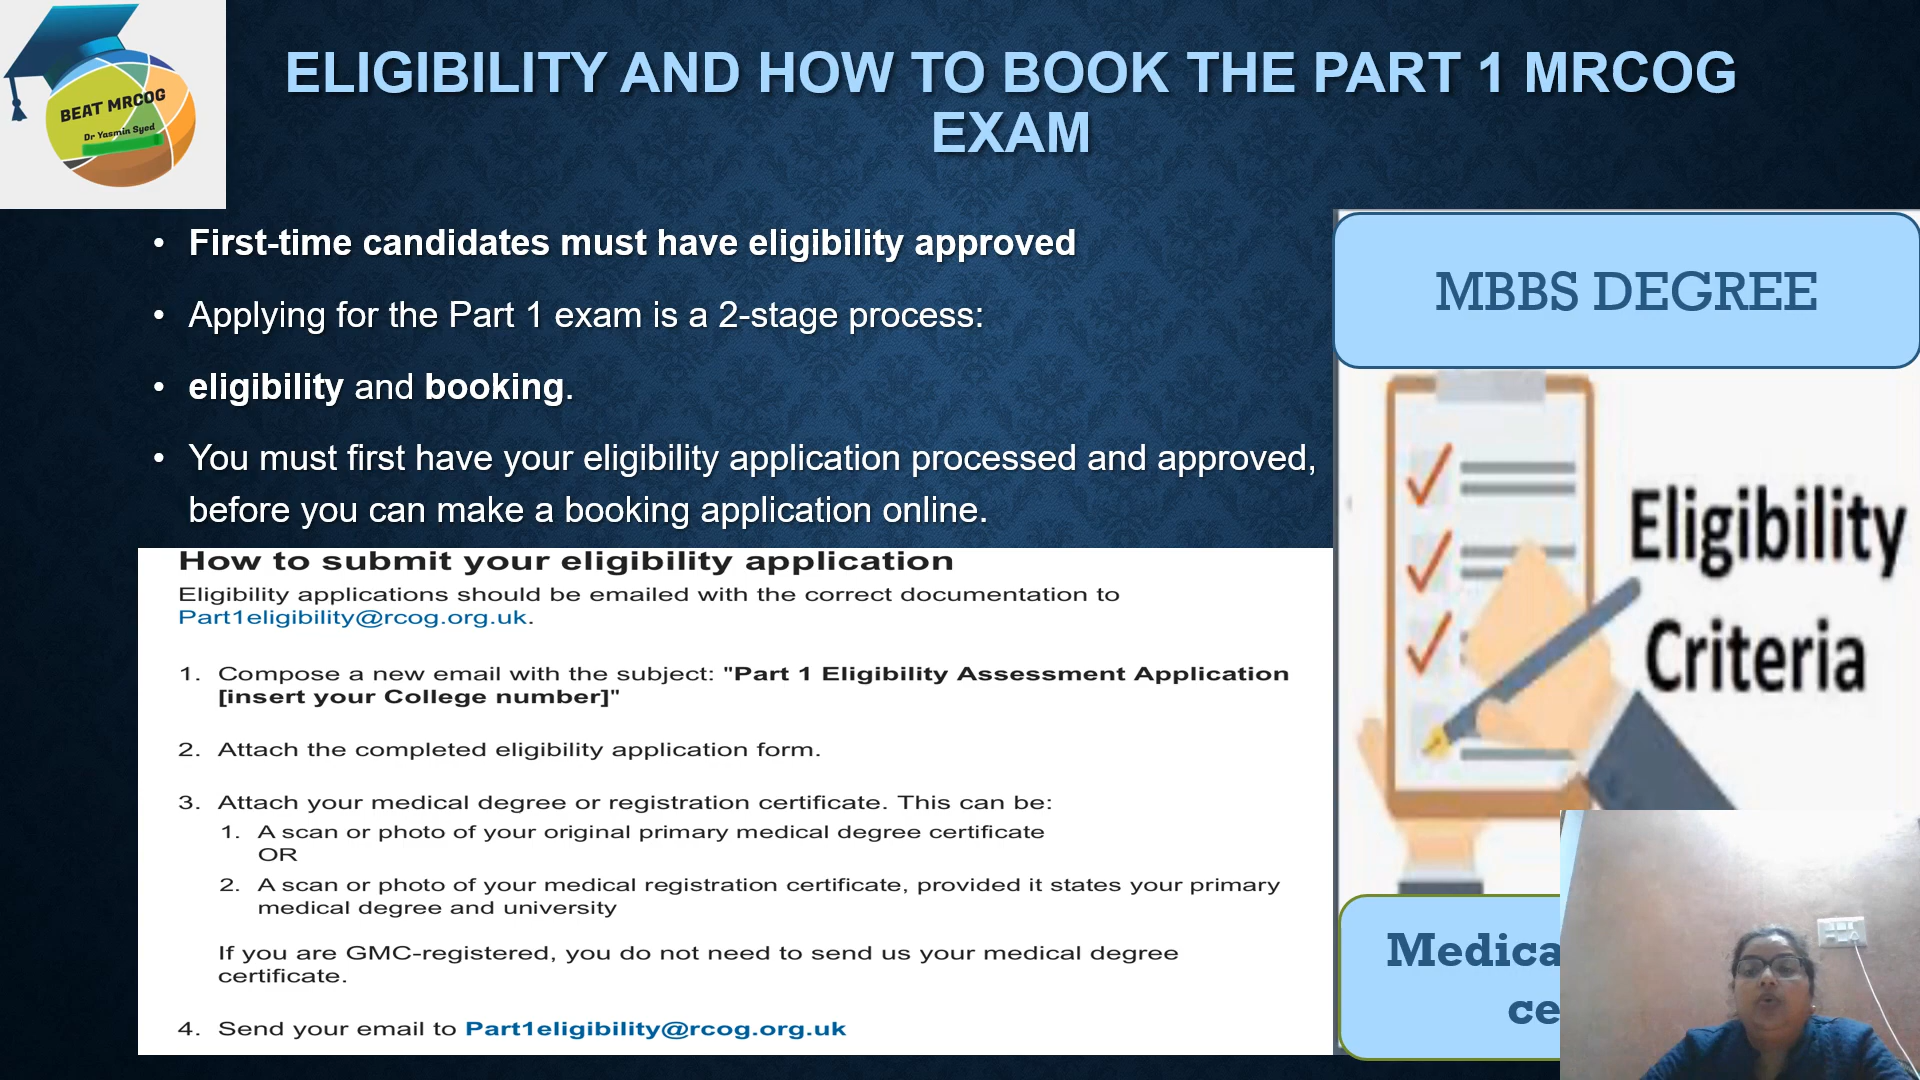 BEAT MRCOG
Dr Yasmin Syed
ELIGIBILITY AND HOW TO BOOK THE PART 1 MRCOG
EXAM
• First-time candidates must have eligibility approved
• Applying for the Part 1 exam is a 2-stage process:
• eligibility and booking.
• You must first have your eligibility application processed and approved,
before you can make a booking application online.
How to submit your eligibility application
Eligibility applications should be emailed with the correct documentation to
Part1eligibility@rcog.org.uk.
1. Compose a new email with the subject: "Part 1 Eligibility Assessment Application
[insert your College number]"
2. Attach the completed eligibility application form.
3. Attach your medical degree or registration certificate. This can be:
1. A scan or photo of your original primary medical degree certificate
OR
2. A scan or photo of your medical registration certificate, provided it states your primary
medical degree and university
If you are GMC-registered, you do not need to send us your medical degree
certificate.
4. Send your email to Part1eligibility@rcog.org.uk
MBBS DEGREE
Eligibility
Criteria
Medica
ce